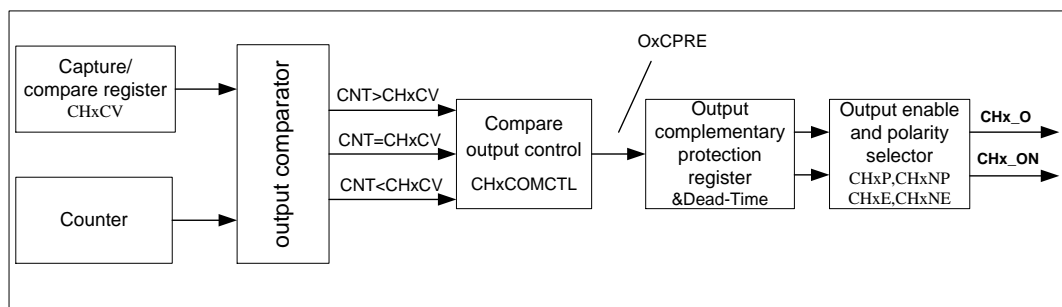 OxCPRE
Capture/
compare register
CHxCV
Counter
output comparator
CNT>CHxCV
CNT=CHxCV
CNT<CHxCV
Compare
output control
CHxCOMCTL
Output
complementary
protection
register
&Dead-Time
Output enable
and polarity
selector
CHxP,CHxNP
CHxE,CHxNE
CHx_O
CHx_ON